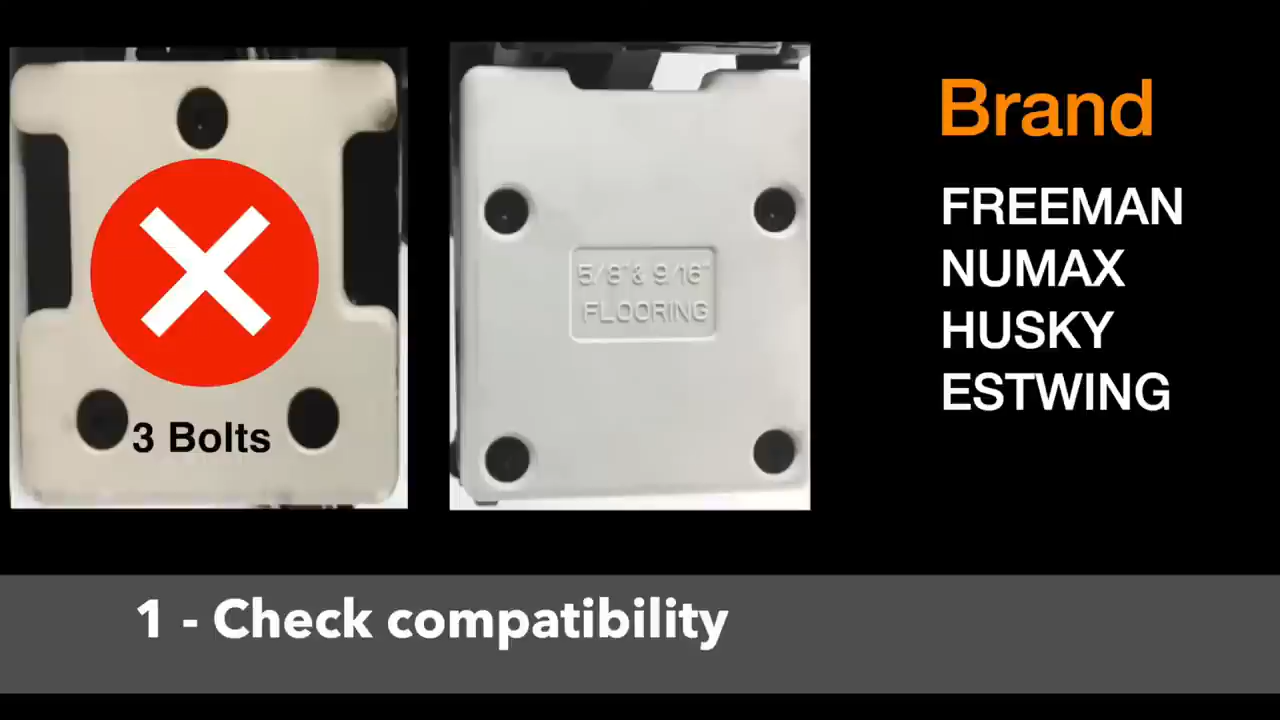 3 Bolts
5/8" & 9/16"
FLOORING
Brand
FREEMAN
NUMAX
HUSKY
ESTWING
1 - Check compatibility